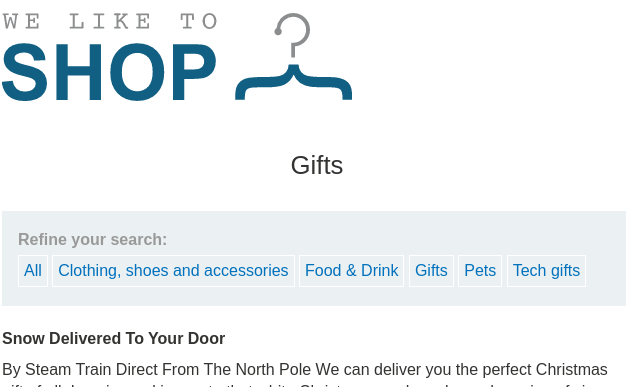 WE LIKE TO
SHOP
Gifts
Refine your search:
All Clothing, shoes and accessories Food & Drink Gifts Pets Tech gifts
Snow Delivered To Your Door
By Steam Train Direct From The North Pole We can deliver you the perfect Christmas